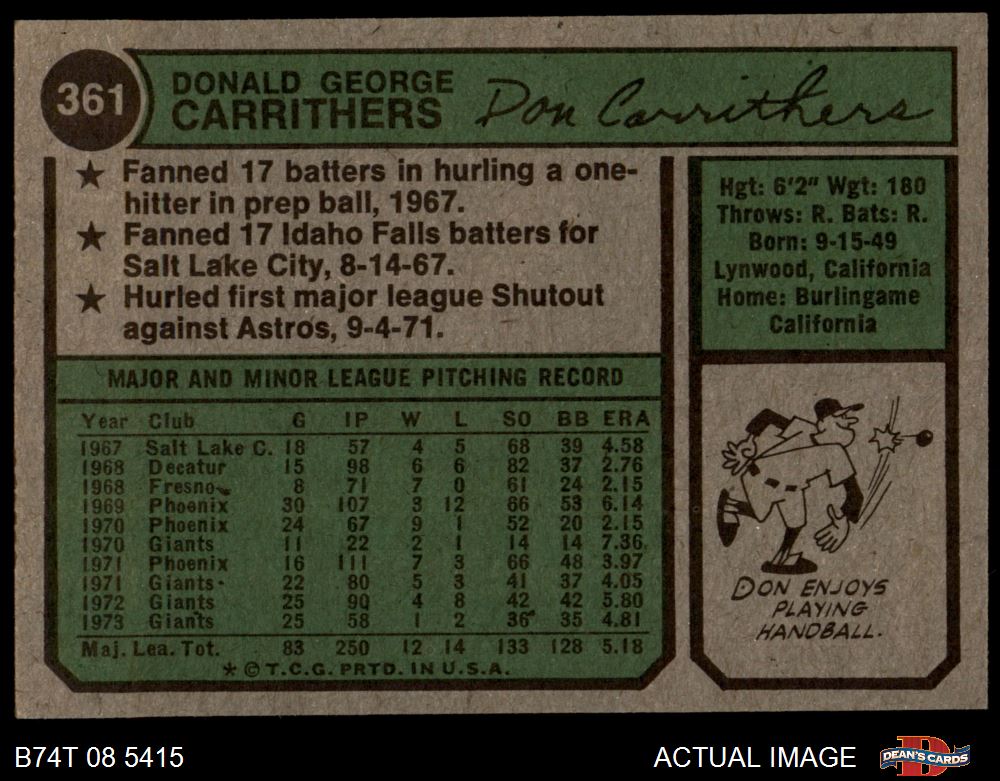 361
DONALD GEORGE
CARRITHERS
Don Carrithers
★ Fanned 17 batters in hurling a one-
hitter in prep ball, 1967.
★ Fanned 17 Idaho Falls batters for
Salt Lake City, 8-14-67.
★ Hurled first major league Shutout
against Astros, 9-4-71.
Hgt: 6'2" Wgt: 180
Throws: R. Bats: R.
Born: 9-15-49
Lynwood, California
Home: Burlingame
California
MAJOR AND MINOR LEAGUE PITCHING RECORD
Year Club G IP W L SO BB ERA
1967 Salt Lake C. 18 57 4 5 68 39 4.58
1968 Decatur 15 98 6 6 82 37 2.76
1968 Fresno 8 71 7 0 61 24 2.15
1969 Phoenix 30 107 3 12 86 53 6.14
1970 Phoenix 24 67 9 1 52 20 2.15
1970 Giants 11 22 2 1 14 14 7.36
1971 Phoenix 16 111 7 3 66 48 3.97
1971 Giants 22 80 5 3 41 37 4.05
1972 Giants 25 90 4 8 42 42 5.80
1973 Giants 25 58 1 2 36 35 4.81
Maj. Lea. Tot. 83 250 12 14 133 128 5.18
* © T.C.G. PRTD. IN U.S.A.
DON ENJOYS
PLAYING
HANDBALL.
B74T 08 5415
ACTUAL IMAGE
DEAN'S CARDS